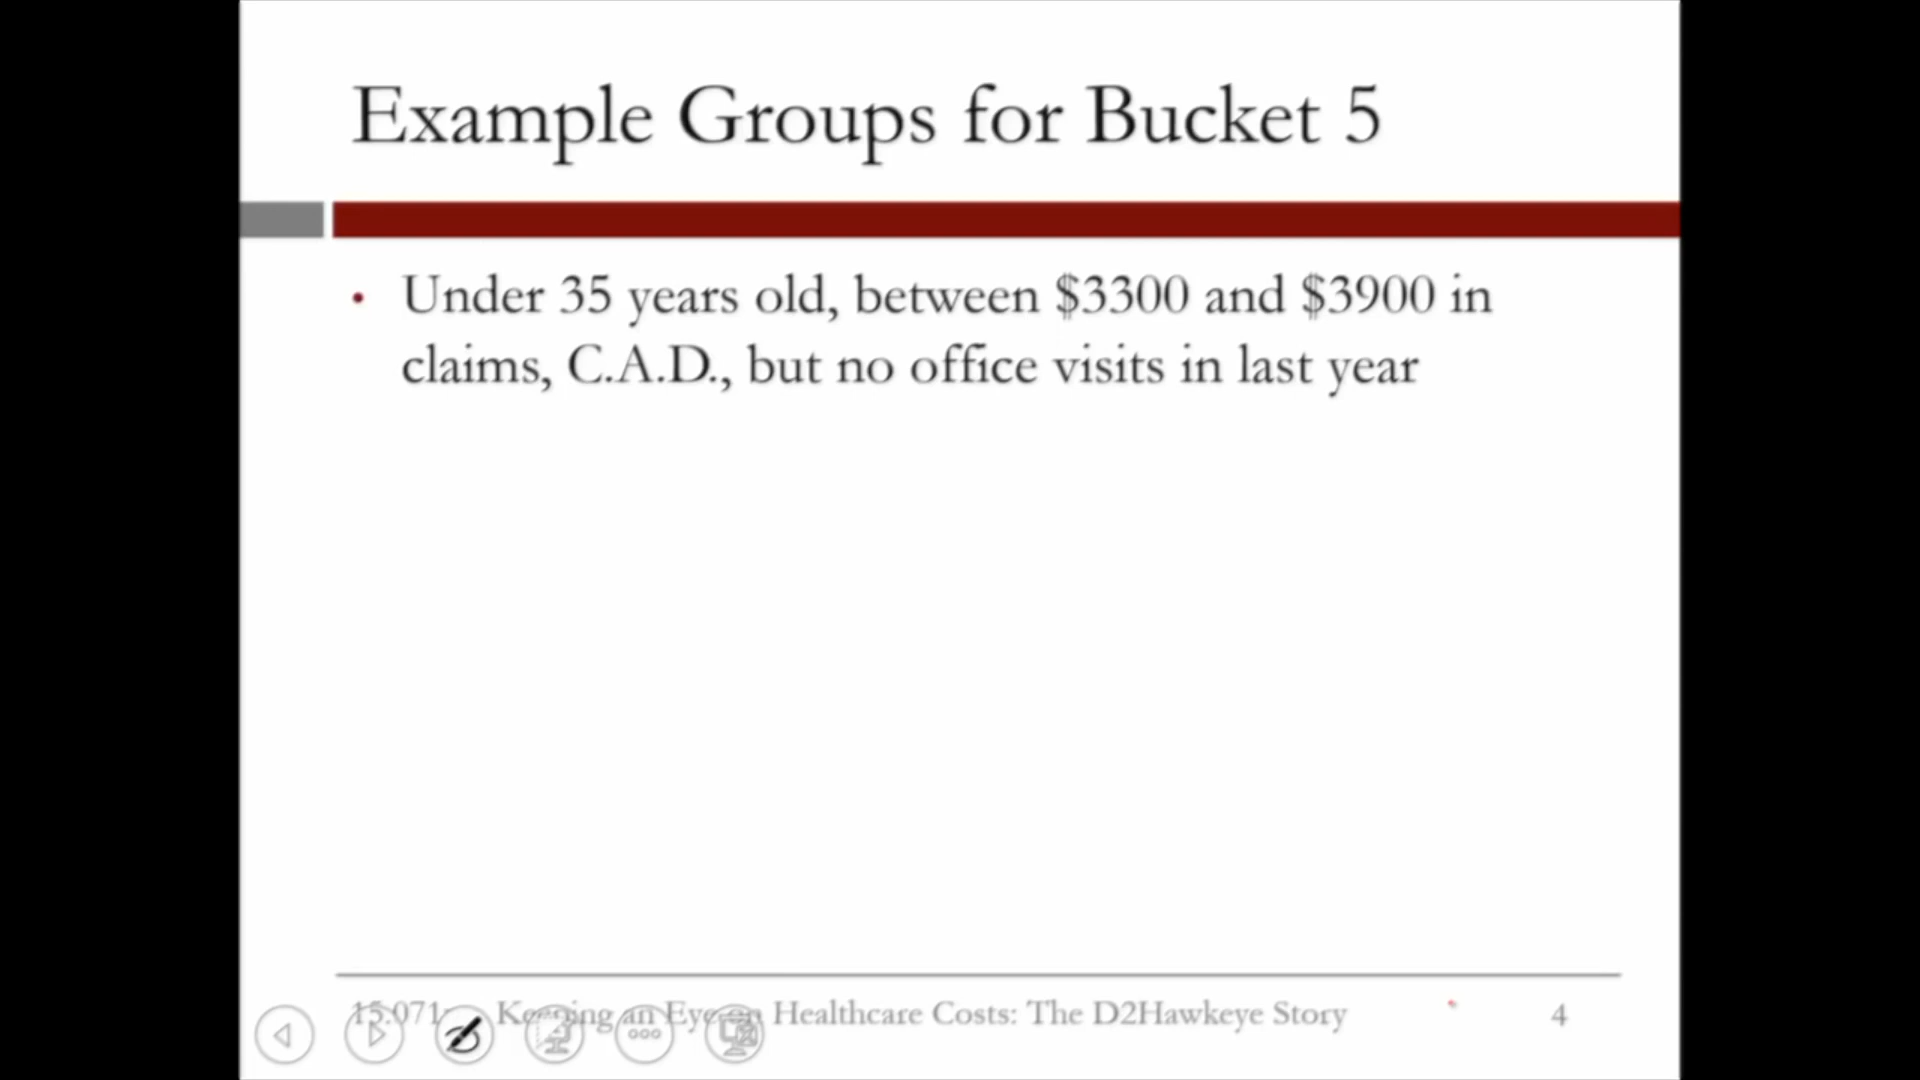 Example Groups for Bucket 5
• Under 35 years old, between $3300 and $3900 in
claims, C.A.D., but no office visits in last year
15.071x Keeping an Eye on Healthcare Costs: The D2Hawkeye Story 4